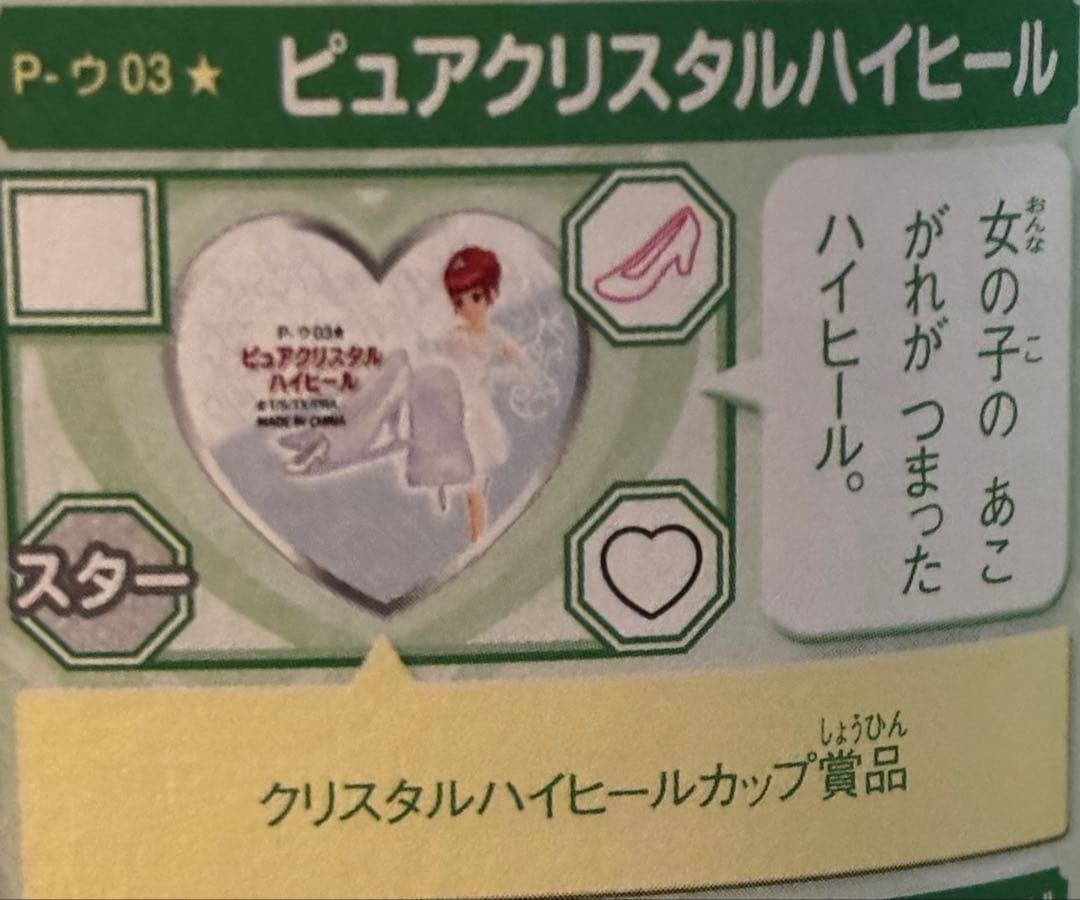 P-ウ03★ ピュアクリスタルハイヒール
女の子の あこ
おんな こ
がれが つまった
ハイヒール。
P-ウ03★
ピュアクリスタル
ハイヒール
MADE IN CHINA
スター
しょうひん
クリスタルハイヒールカップ賞品